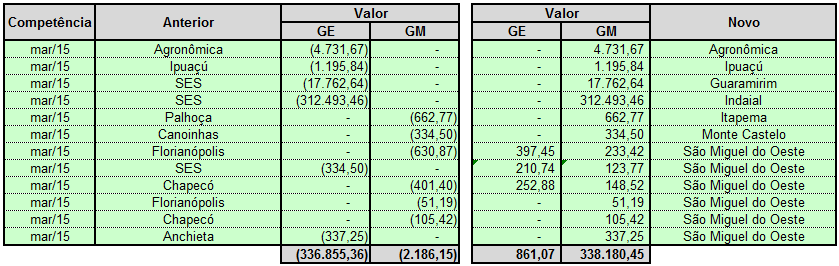 Valor Valor
Competência Anterior GE GM GE GM Novo
mar/15 Agronômica (4.731,67) - - 4.731,67 Agronômica
mar/15 Ipuaçú (1.195,84) - - 1.195,84 Ipuaçú
mar/15 SES (17.762,64) - - 17.762,64 Guaramirim
mar/15 SES (312.493,46) - - 312.493,46 Indaial
mar/15 Palhoça - (662,77) - 662,77 Itapema
mar/15 Canoinhas - (334,50) - 334,50 Monte Castelo
mar/15 Florianópolis - (630,87) 397,45 233,42 São Miguel do Oeste
mar/15 SES (334,50) - 210,74 123,77 São Miguel do Oeste
mar/15 Chapecó - (401,40) 252,88 148,52 São Miguel do Oeste
mar/15 Florianópolis - (51,19) - 51,19 São Miguel do Oeste
mar/15 Chapecó - (105,42) - 105,42 São Miguel do Oeste
mar/15 Anchieta (337,25) - - 337,25 São Miguel do Oeste
(336.855,36) (2.186,15) 861,07 338.180,45